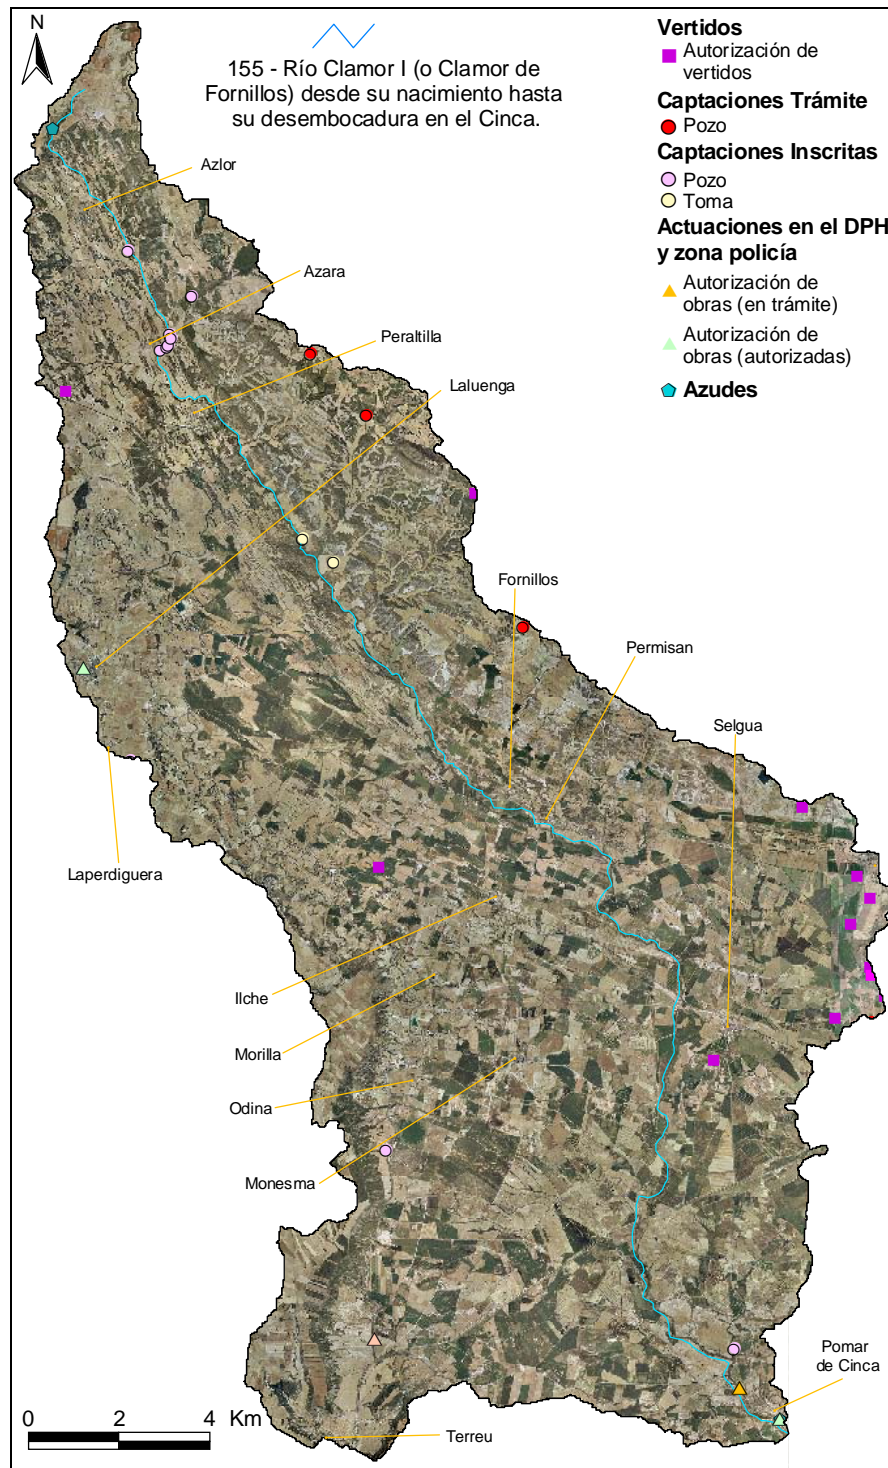 N
155 - Río Clamor I (o Clamor de
Fornillos) desde su nacimiento hasta
su desembocadura en el Cinca.
Vertidos
Autorización de
vertidos
Captaciones Trámite
Pozo
Captaciones Inscritas
Pozo
Toma
Actuaciones en el DPH
y zona policía
Autorización de
obras (en trámite)
Autorización de
obras (autorizadas)
Azudes
Azlor
Azara
Peraltilla
Laluenga
Fornillos
Permisan
Selgua
Laperdiguera
Ilche
Morilla
Odina
Monesma
Pomar
de Cinca
Terreu
0 2 4 Km